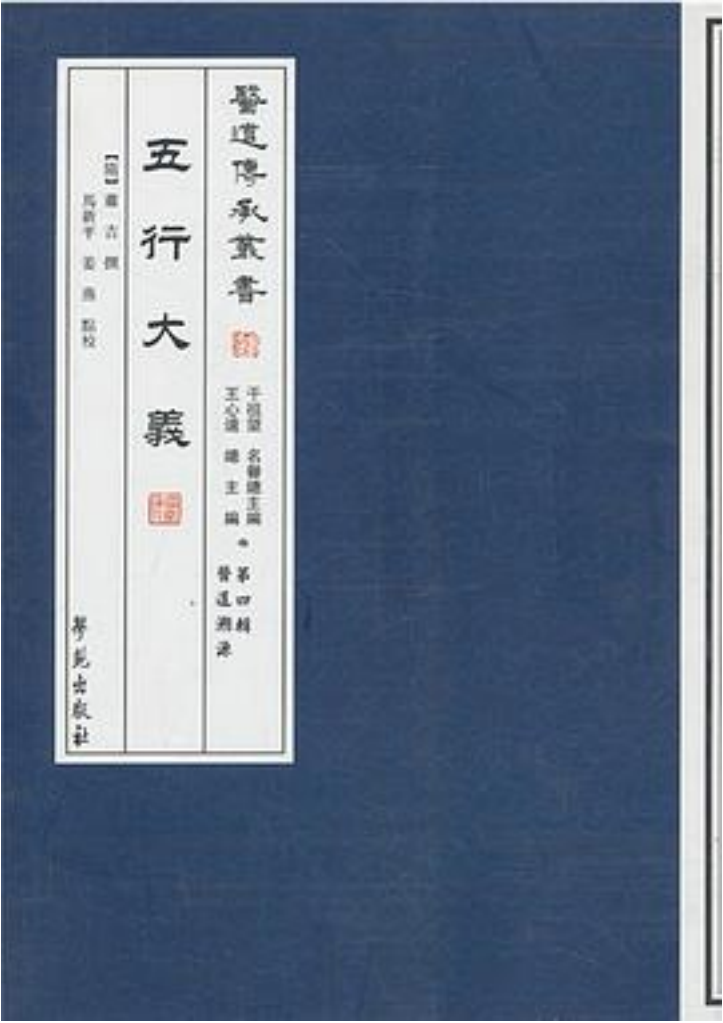 醫道傳承叢書
干祖望 名譽總主編
王心遠 總主編
第四輯
醫道溯源
五行大義
【隋】蕭吉 撰
馬新平 姜燕 點校
學苑出版社